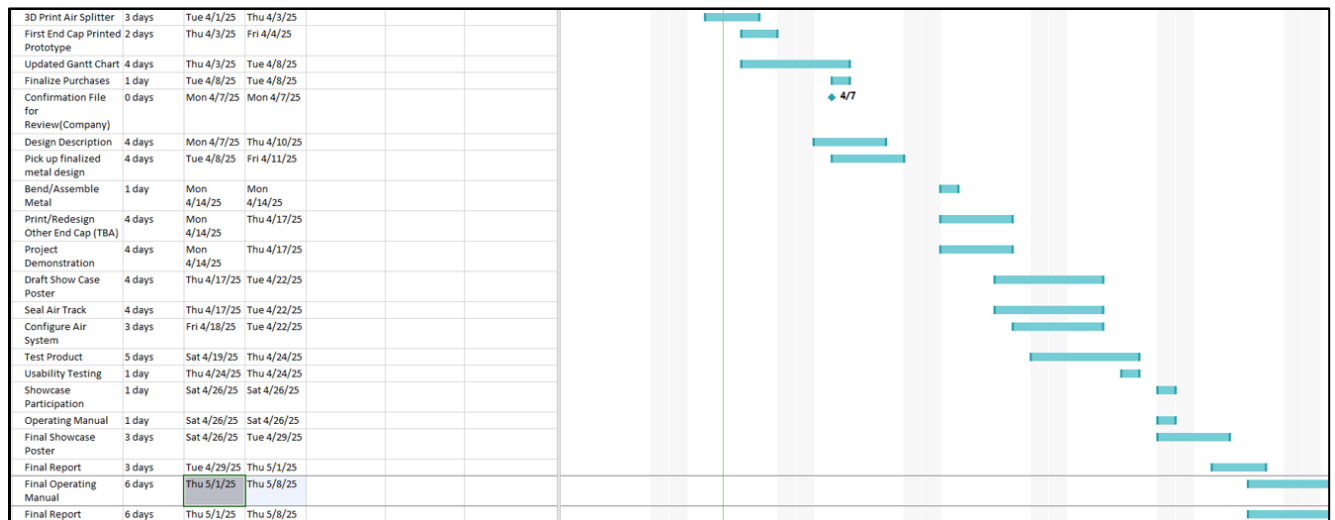 3D Print Air Splitter 3 days Tue 4/1/25 Thu 4/3/25
First End Cap Printed 2 days Thu 4/3/25 Fri 4/4/25
Prototype
Updated Gantt Chart 4 days Thu 4/3/25 Tue 4/8/25
Finalize Purchases 1 day Tue 4/8/25 Tue 4/8/25
Confirmation File 0 days Mon 4/7/25 Mon 4/7/25 4/7
for
Review(Company)
Design Description 4 days Mon 4/7/25 Thu 4/10/25
Pick up finalized 4 days Tue 4/8/25 Fri 4/11/25
metal design
Bend/Assemble 1 day Mon Mon
Metal 4/14/25 4/14/25
Print/Redesign 4 days Mon Thu 4/17/25
Other End Cap (TBA) 4/14/25
Project 4 days Mon Thu 4/17/25
Demonstration 4/14/25
Draft Show Case 4 days Thu 4/17/25 Tue 4/22/25
Poster
Seal Air Track 4 days Thu 4/17/25 Tue 4/22/25
Configure Air 3 days Fri 4/18/25 Tue 4/22/25
System
Test Product 5 days Sat 4/19/25 Thu 4/24/25
Usability Testing 1 day Thu 4/24/25 Thu 4/24/25
Showcase 1 day Sat 4/26/25 Sat 4/26/25
Participation
Operating Manual 1 day Sat 4/26/25 Sat 4/26/25
Final Showcase 3 days Sat 4/26/25 Tue 4/29/25
Poster
Final Report 3 days Tue 4/29/25 Thu 5/1/25
Final Operating 6 days Thu 5/1/25 Thu 5/8/25
Manual
Final Report 6 days Thu 5/1/25 Thu 5/8/25